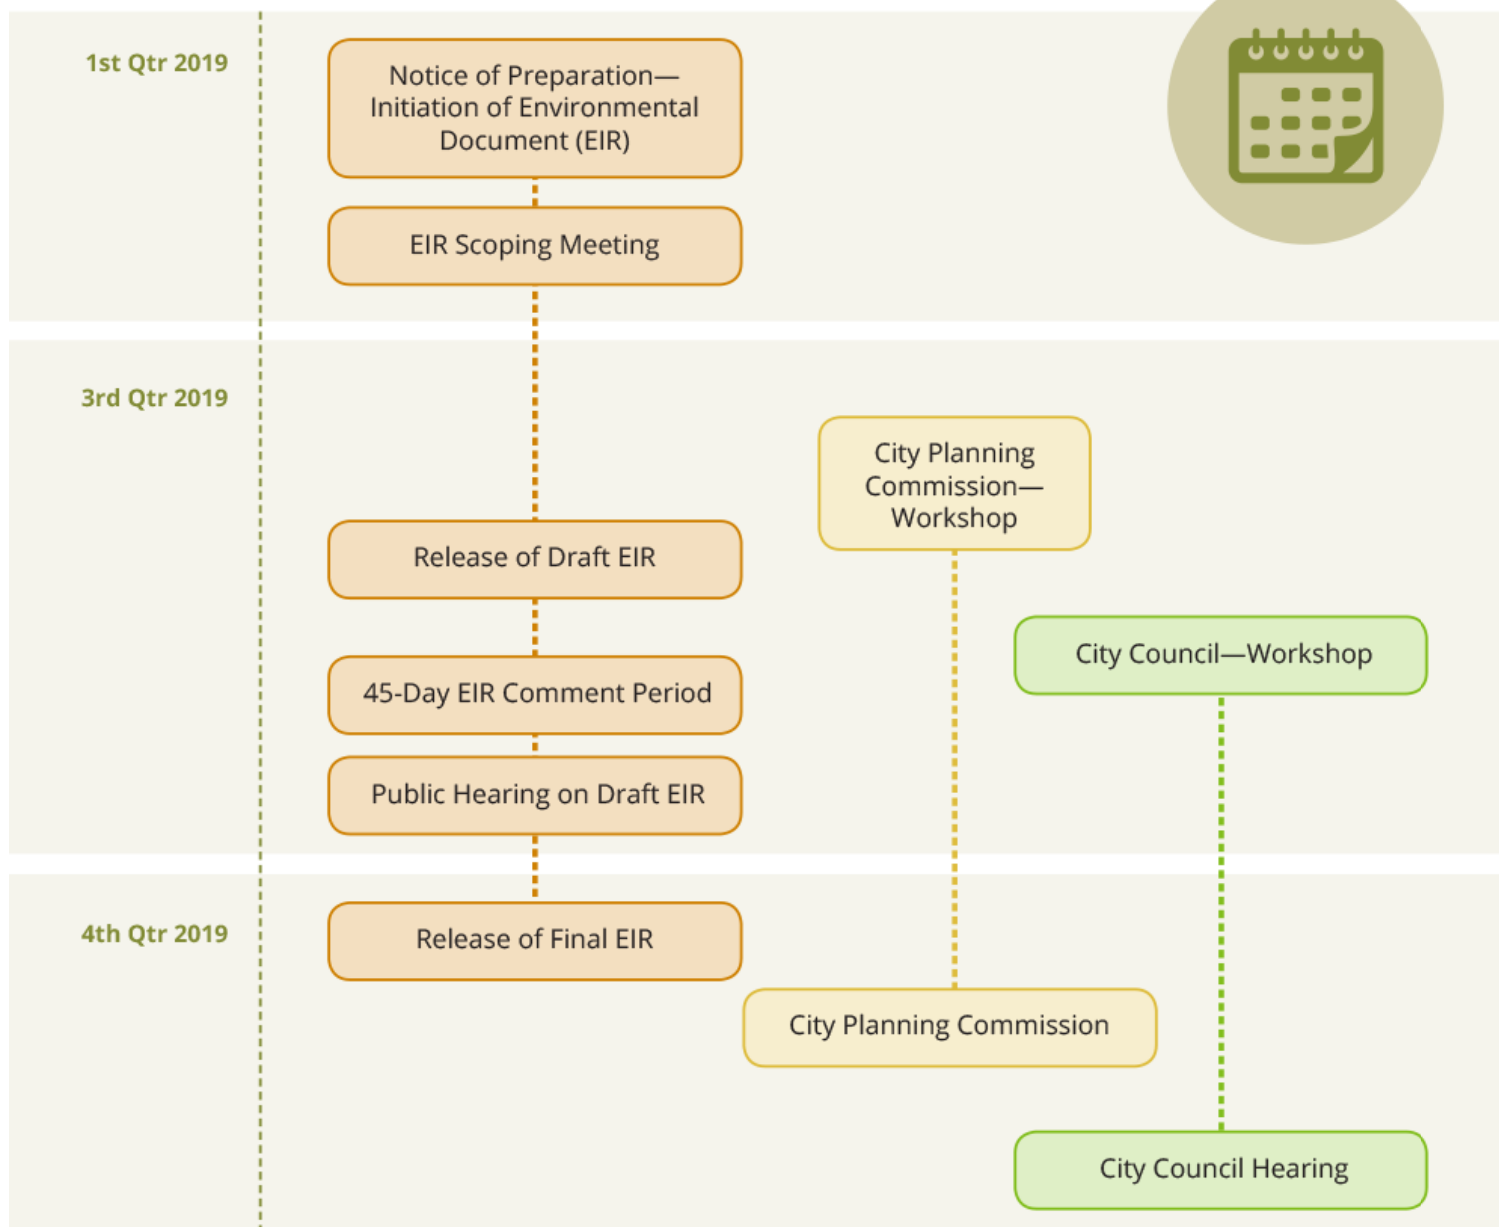 1st Qtr 2019
Notice of Preparation—
Initiation of Environmental
Document (EIR)
EIR Scoping Meeting
3rd Qtr 2019
City Planning
Commission—
Workshop
Release of Draft EIR
City Council—Workshop
45-Day EIR Comment Period
Public Hearing on Draft EIR
4th Qtr 2019
Release of Final EIR
City Planning Commission
City Council Hearing